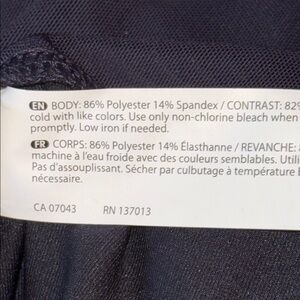 EN BODY: 86% Polyester 14% Spandex / CONTRAST: 82%
cold with like colors. Use only non-chlorine bleach when
promptly. Low iron if needed.
FR CORPS: 86% Polyester 14% Élasthanne / REVANCHE:
machine à l'eau froide avec des couleurs semblables. Utili
Pas d'assouplissant. Sécher par culbutage à température
nécessaire.
CA 07043 RN 137013